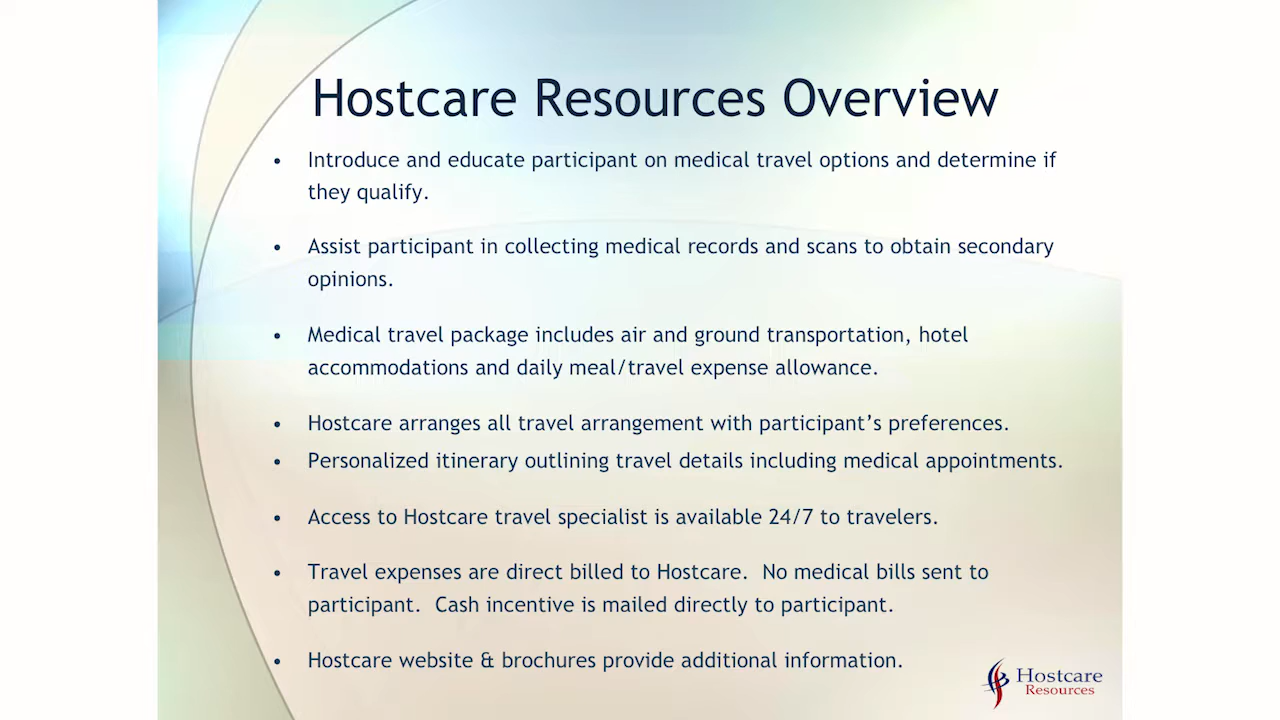 Hostcare Resources Overview
• Introduce and educate participant on medical travel options and determine if
they qualify.
• Assist participant in collecting medical records and scans to obtain secondary
opinions.
• Medical travel package includes air and ground transportation, hotel
accommodations and daily meal/travel expense allowance.
• Hostcare arranges all travel arrangement with participant’s preferences.
• Personalized itinerary outlining travel details including medical appointments.
• Access to Hostcare travel specialist is available 24/7 to travelers.
• Travel expenses are direct billed to Hostcare.  No medical bills sent to
participant.  Cash incentive is mailed directly to participant.
• Hostcare website & brochures provide additional information.
Hostcare
Resources